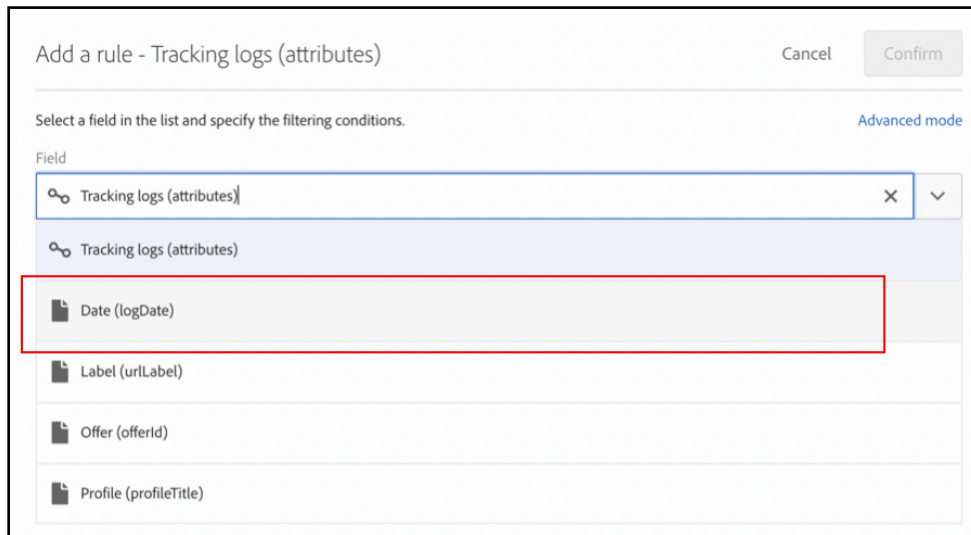 Add a rule - Tracking logs (attributes)
Cancel
Confirm
Select a field in the list and specify the filtering conditions.
Advanced mode
Field
Tracking logs (attributes)
Tracking logs (attributes)
Date (logDate)
Label (urlLabel)
Offer (offerId)
Profile (profileTitle)